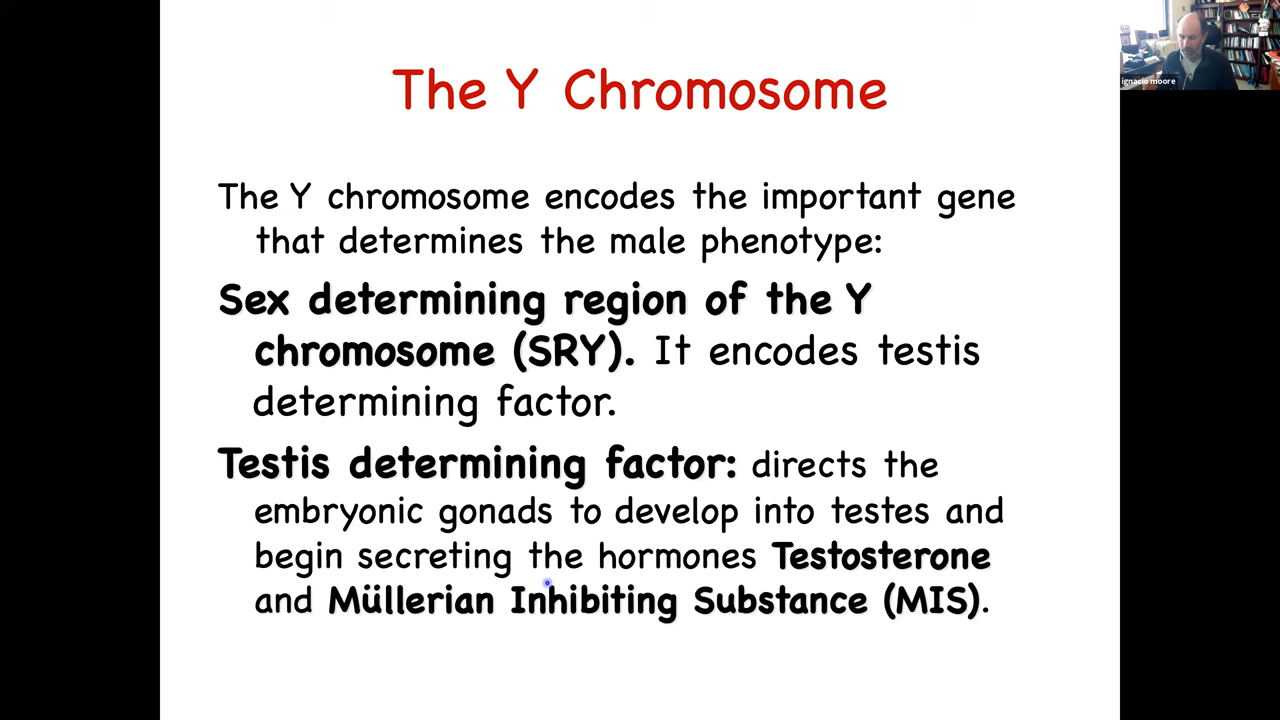 The Y Chromosome
ignacio moore
The Y chromosome encodes the important gene
that determines the male phenotype:
Sex determining region of the Y
chromosome (SRY). It encodes testis
determining factor.
Testis determining factor: directs the
embryonic gonads to develop into testes and
begin secreting the hormones Testosterone
and Müllerian Inhibiting Substance (MIS).